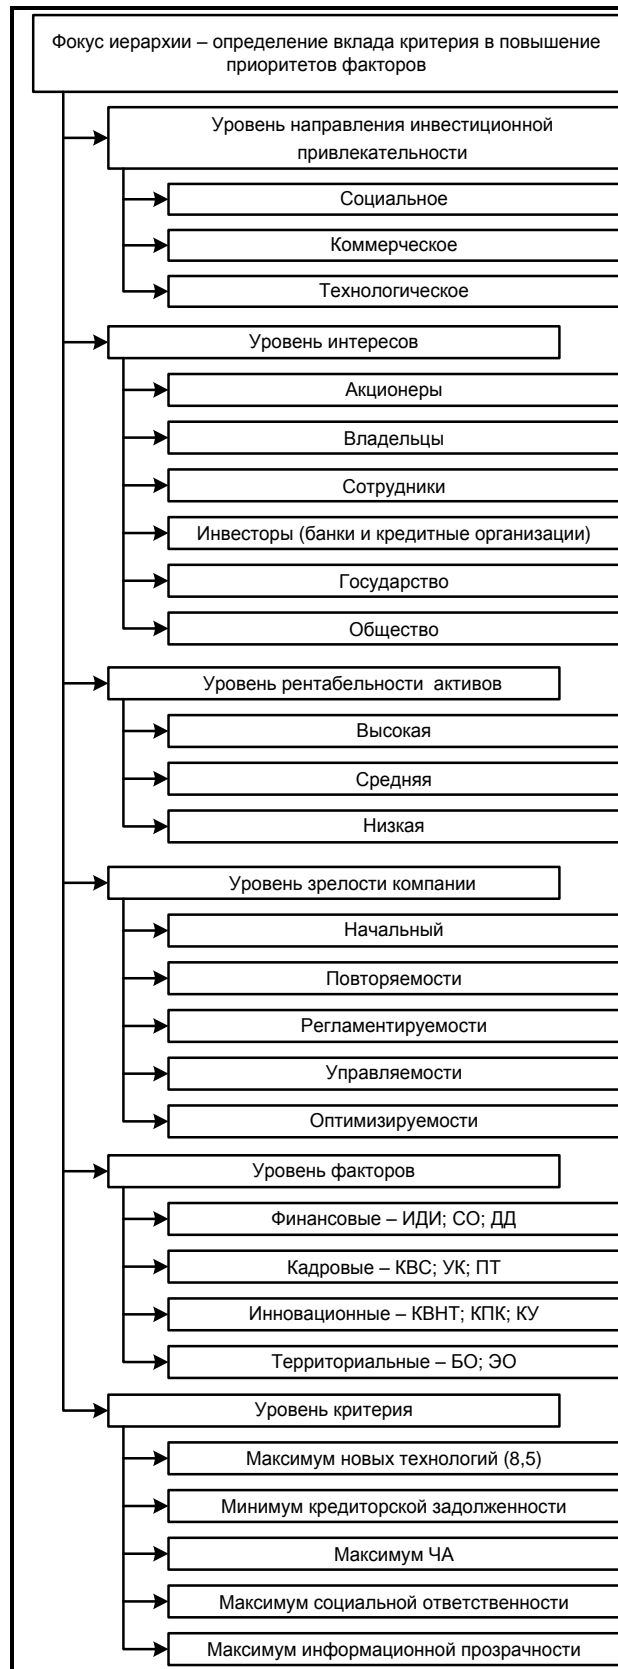 Фокус иерархии – определение вклада критерия в повышение
приоритетов факторов
Уровень направления инвестиционной
привлекательности
Социальное
Коммерческое
Технологическое
Уровень интересов
Акционеры
Владельцы
Сотрудники
Инвесторы (банки и кредитные организации)
Государство
Общество
Уровень рентабельности активов
Высокая
Средняя
Низкая
Уровень зрелости компании
Начальный
Повторяемости
Регламентируемости
Управляемости
Оптимизируемости
Уровень факторов
Финансовые – ИДИ; СО; ДД
Кадровые – КВС; УК; ПТ
Инновационные – КВНТ; КПК; КУ
Территориальные – БО; ЭО
Уровень критерия
Максимум новых технологий (8,5)
Минимум кредиторской задолженности
Максимум ЧА
Максимум социальной ответственности
Максимум информационной прозрачности